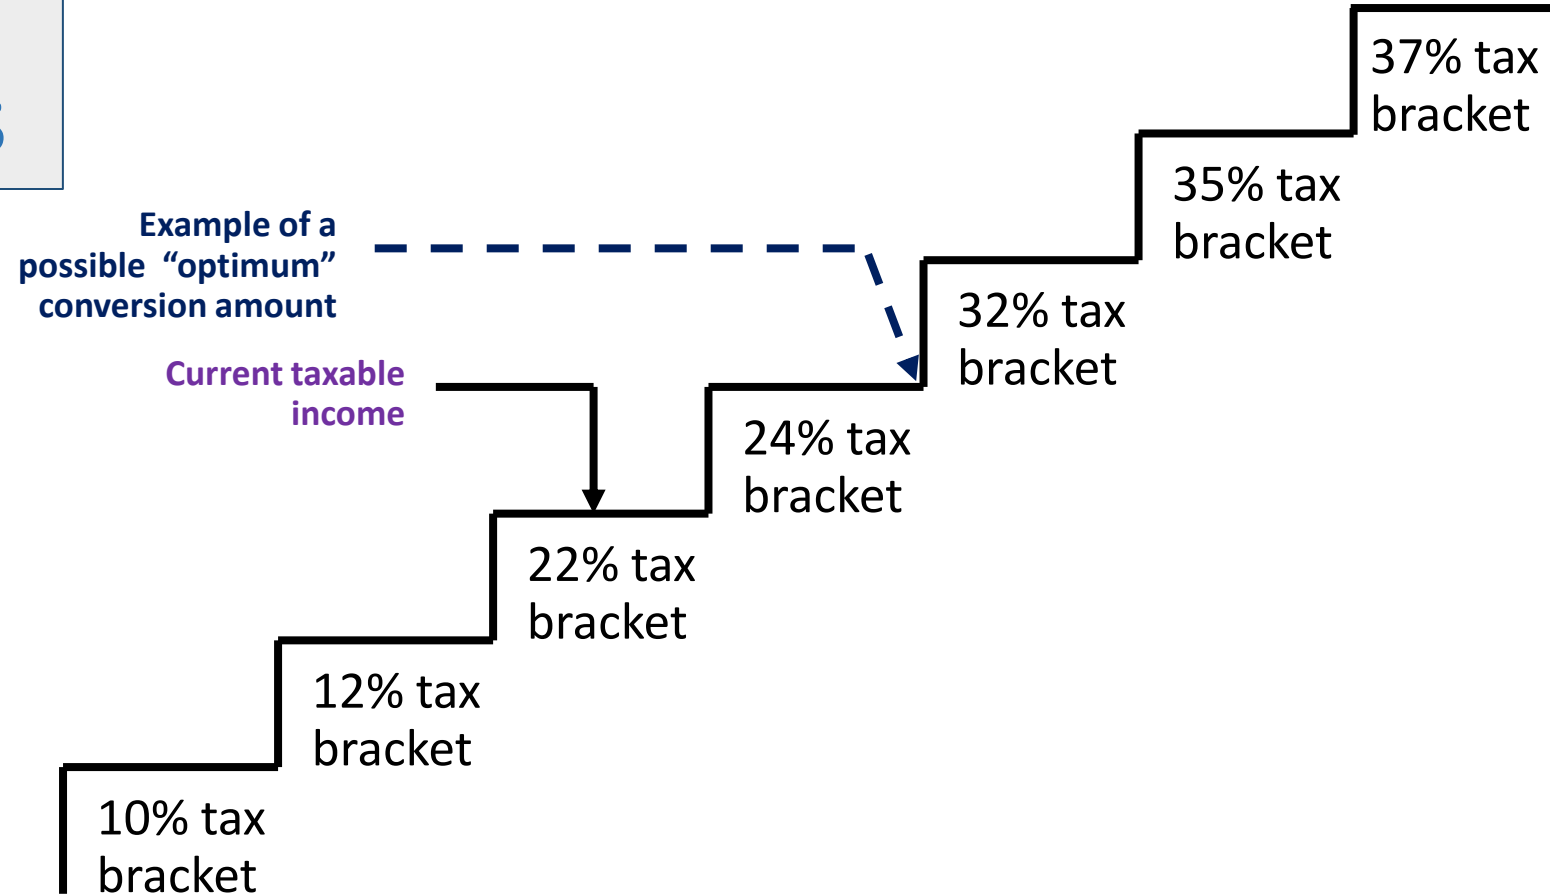 37% tax
bracket
35% tax
bracket
Example of a
possible “optimum”
conversion amount
32% tax
bracket
Current taxable
income
24% tax
bracket
22% tax
bracket
12% tax
bracket
10% tax
bracket